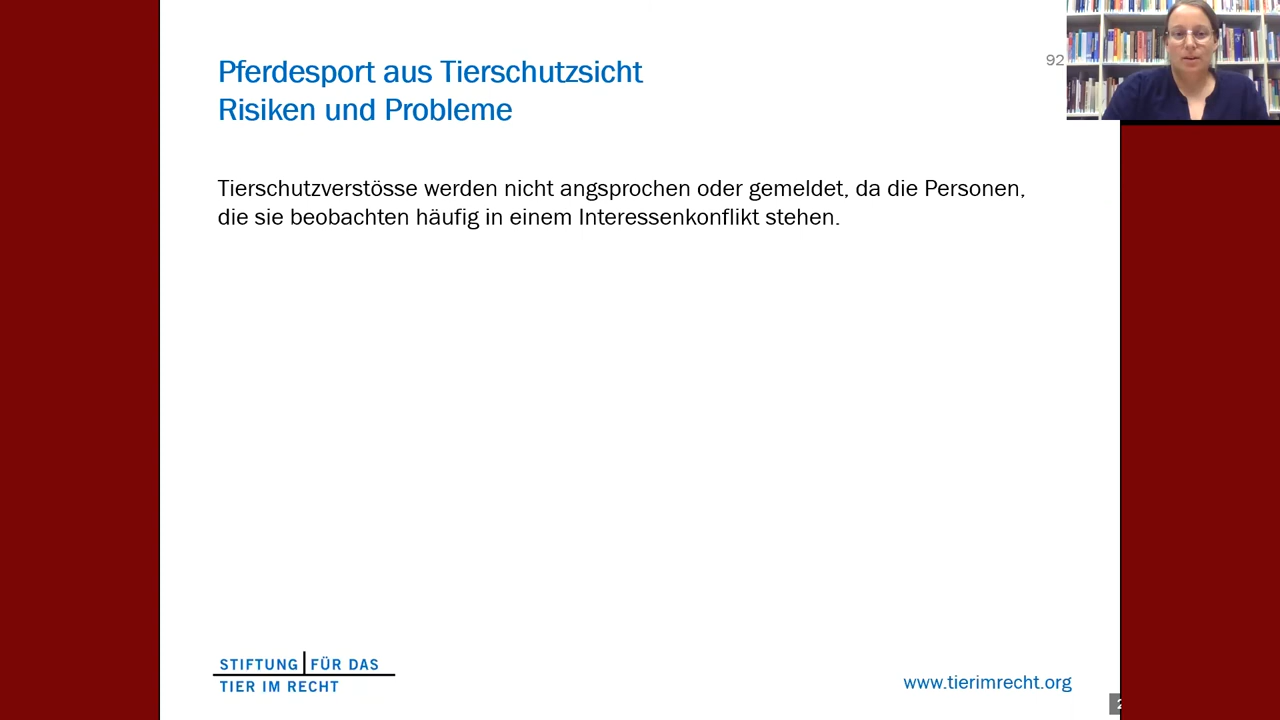 Pferdesport aus Tierschutzsicht
Risiken und Probleme
92
Tierschutzverstösse werden nicht angsprochen oder gemeldet, da die Personen,
die sie beobachten häufig in einem Interessenkonflikt stehen.
STIFTUNG FÜR DAS
TIER IM RECHT
www.tierimrecht.org